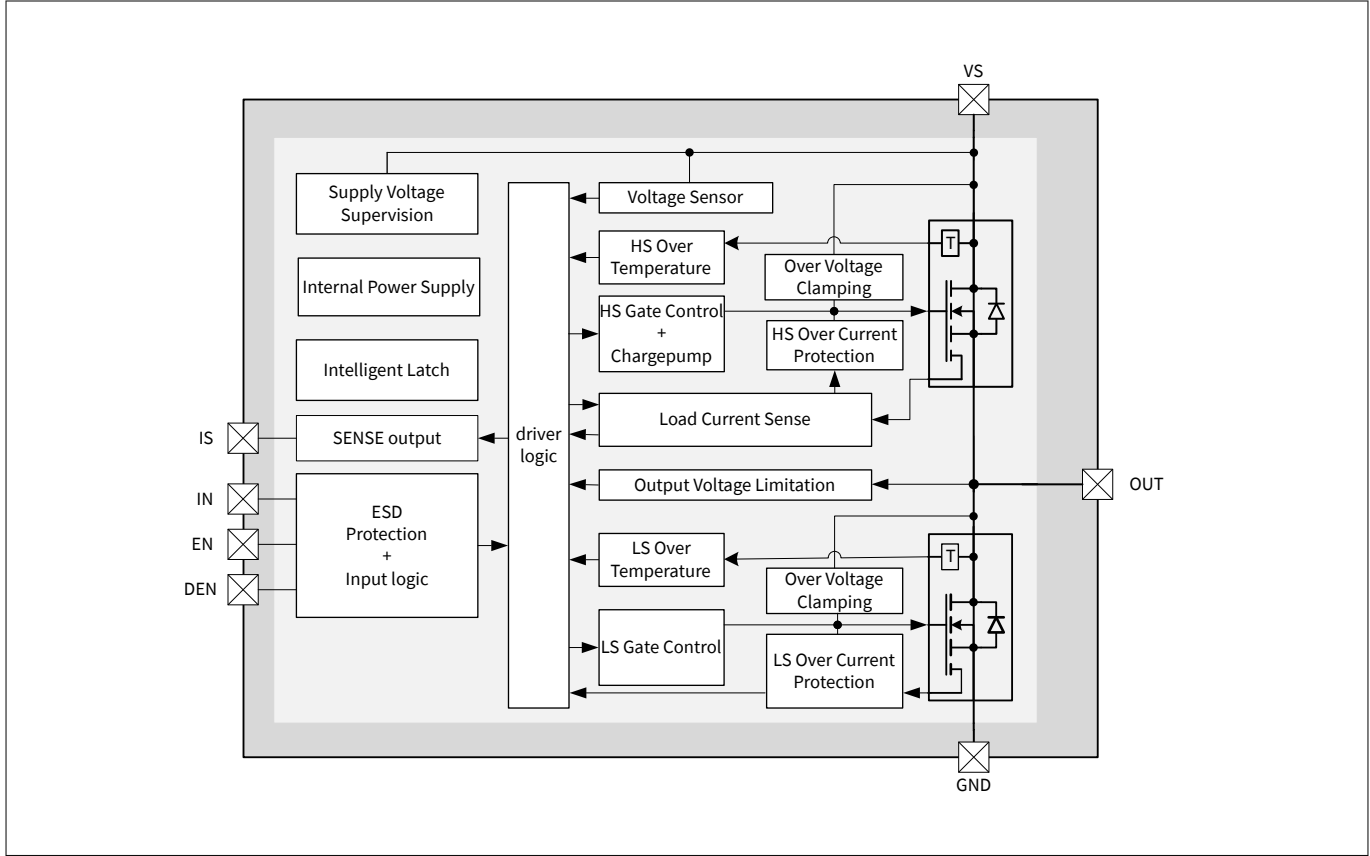 VS
Supply Voltage
Supervision
Voltage Sensor
HS Over
Temperature
T
Over Voltage
Clamping
Internal Power Supply
HS Gate Control
+
Chargepump
HS Over Current
Protection
Intelligent Latch
Load Current Sense
IS
SENSE output
driver
logic
Output Voltage Limitation
OUT
IN
EN
DEN
ESD
Protection
+
Input logic
LS Over
Temperature
T
Over Voltage
Clamping
LS Gate Control
LS Over Current
Protection
GND